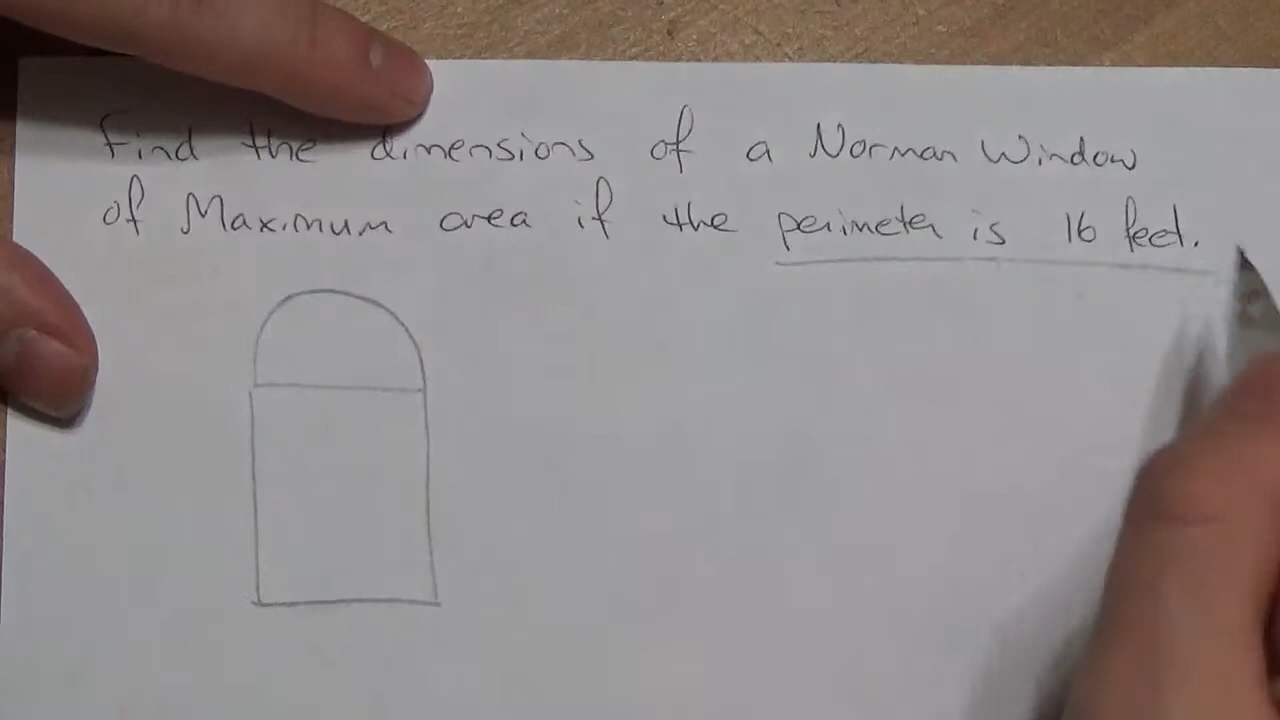 Find the dimensions of a Norman Window
of Maximum area if the perimeter is 16 feet.